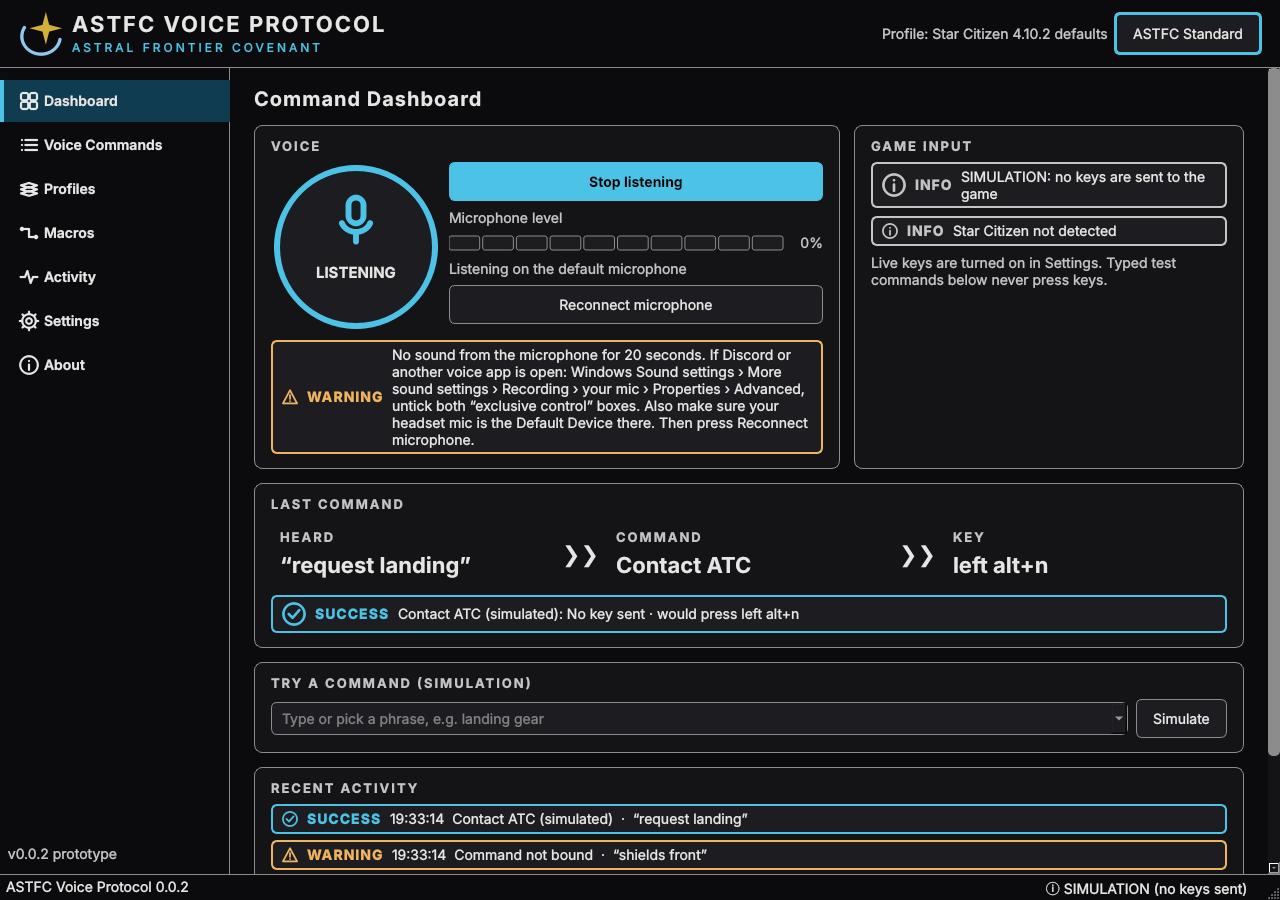 ASTFC VOICE PROTOCOL
ASTRAL FRONTIER COVENANT
Profile: Star Citizen 4.10.2 defaults
ASTFC Standard
Dashboard
Voice Commands
Profiles
Macros
Activity
Settings
About
v0.0.2 prototype
Command Dashboard
VOICE
LISTENING
Stop listening
Microphone level
0%
Listening on the default microphone
Reconnect microphone
WARNING
No sound from the microphone for 20 seconds. If Discord or
another voice app is open: Windows Sound settings › More
sound settings › Recording › your mic › Properties › Advanced,
untick both “exclusive control” boxes. Also make sure your
headset mic is the Default Device there. Then press Reconnect
microphone.
GAME INPUT
INFO SIMULATION: no keys are sent to the
game
INFO Star Citizen not detected
Live keys are turned on in Settings. Typed test
commands below never press keys.
LAST COMMAND
HEARD
“request landing”
❯❯
COMMAND
Contact ATC
❯❯
KEY
left alt+n
SUCCESS Contact ATC (simulated): No key sent · would press left alt+n
TRY A COMMAND (SIMULATION)
Type or pick a phrase, e.g. landing gear
Simulate
RECENT ACTIVITY
SUCCESS 19:33:14 Contact ATC (simulated) · “request landing”
WARNING 19:33:14 Command not bound · “shields front”
ASTFC Voice Protocol 0.0.2
SIMULATION (no keys sent)